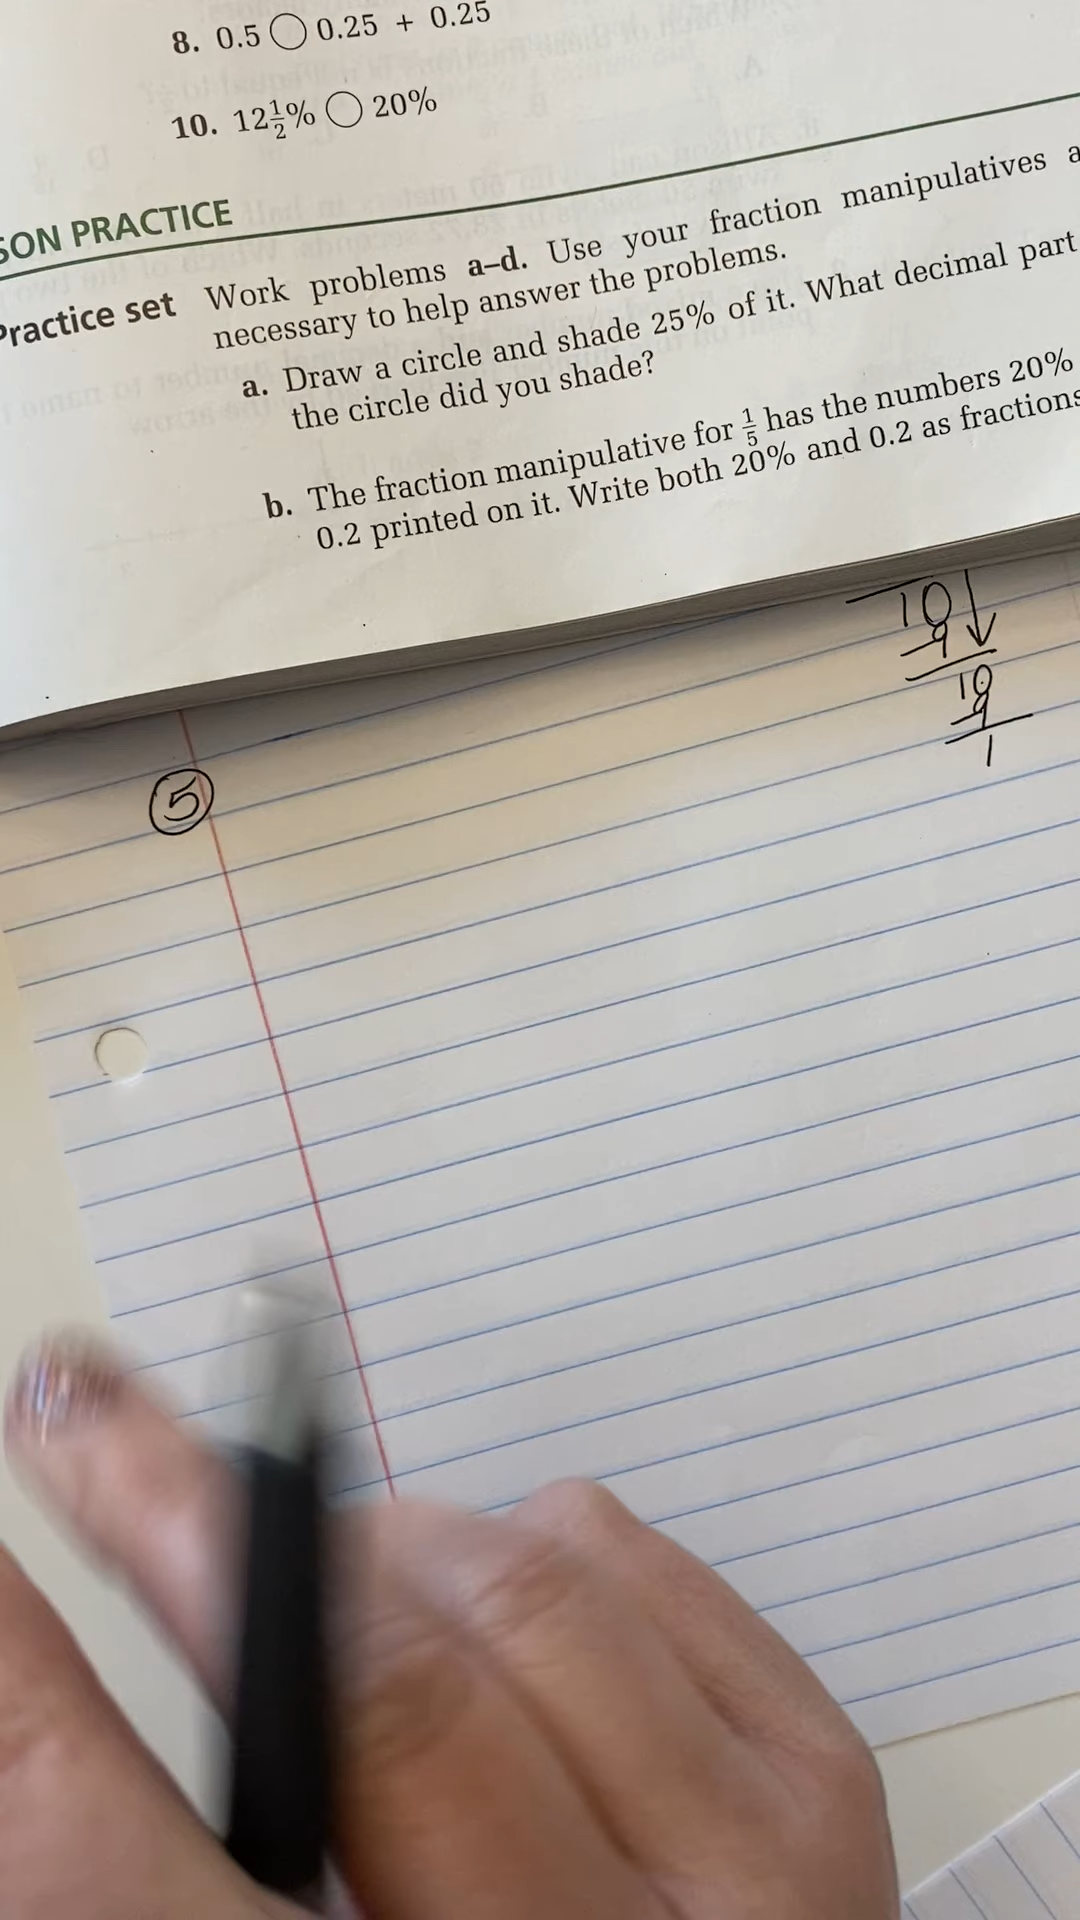 8. 0.5 ◯ 0.25 + 0.25
10. 12½% ◯ 20%
SON PRACTICE
Practice set Work problems a–d. Use your fraction manipulatives a
necessary to help answer the problems.
a. Draw a circle and shade 25% of it. What decimal part
the circle did you shade?
b. The fraction manipulative for 1/5 has the numbers 20%
0.2 printed on it. Write both 20% and 0.2 as fractions
10
9
10
9
1
5